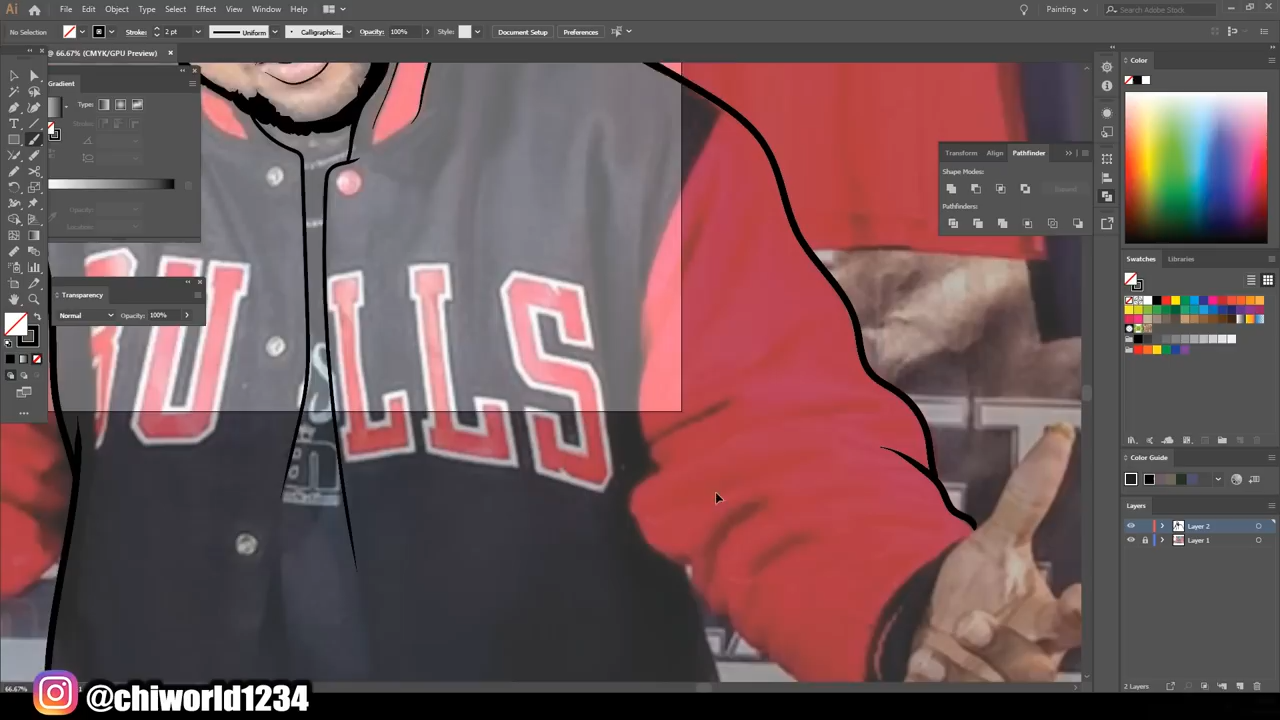 Ai File Edit Object Type Select Effect View Window Help Painting Search Adobe Stock
No Selection Stroke: 2 pt Uniform Calligraphic... Opacity: 100% Style: Document Setup Preferences
@ 66.67% (CMYK/GPU Preview) ×
Gradient
Type:
Stroke:
Opacity:
Location:
Transparency
Normal Opacity: 100%
Transform Align Pathfinder
Shape Modes:
Expand
Pathfinders:
Color
Swatches Libraries
Color Guide
Layers
Layer 2
Layer 1
2 Layers
BULLS
66.67%
@chiworld1234